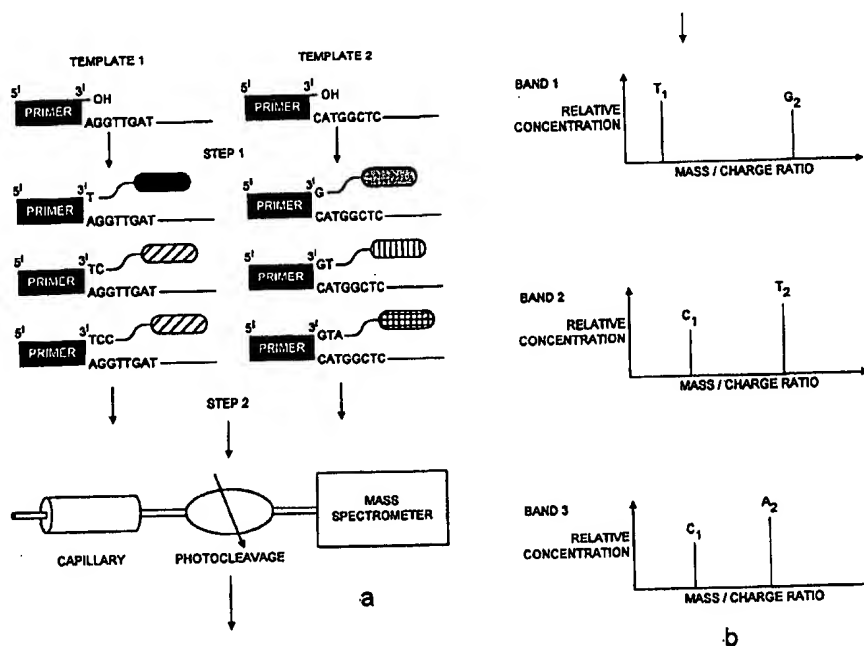 TEMPLATE 1
5' 3' OH
PRIMER
AGGTTGAT
STEP 1
5' 3' T
PRIMER
AGGTTGAT
5' 3' TC
PRIMER
AGGTTGAT
5' 3' TCC
PRIMER
AGGTTGAT
TEMPLATE 2
5' 3' OH
PRIMER
CATGGCTC
5' 3' G
PRIMER
CATGGCTC
5' 3' GT
PRIMER
CATGGCTC
5' 3' GTA
PRIMER
CATGGCTC
STEP 2
CAPILLARY
PHOTOCLEAVAGE
MASS
SPECTROMETER
a
BAND 1
T1
G2
RELATIVE
CONCENTRATION
MASS / CHARGE RATIO
BAND 2
C1
T2
RELATIVE
CONCENTRATION
MASS / CHARGE RATIO
BAND 3
C1
A2
RELATIVE
CONCENTRATION
MASS / CHARGE RATIO
b